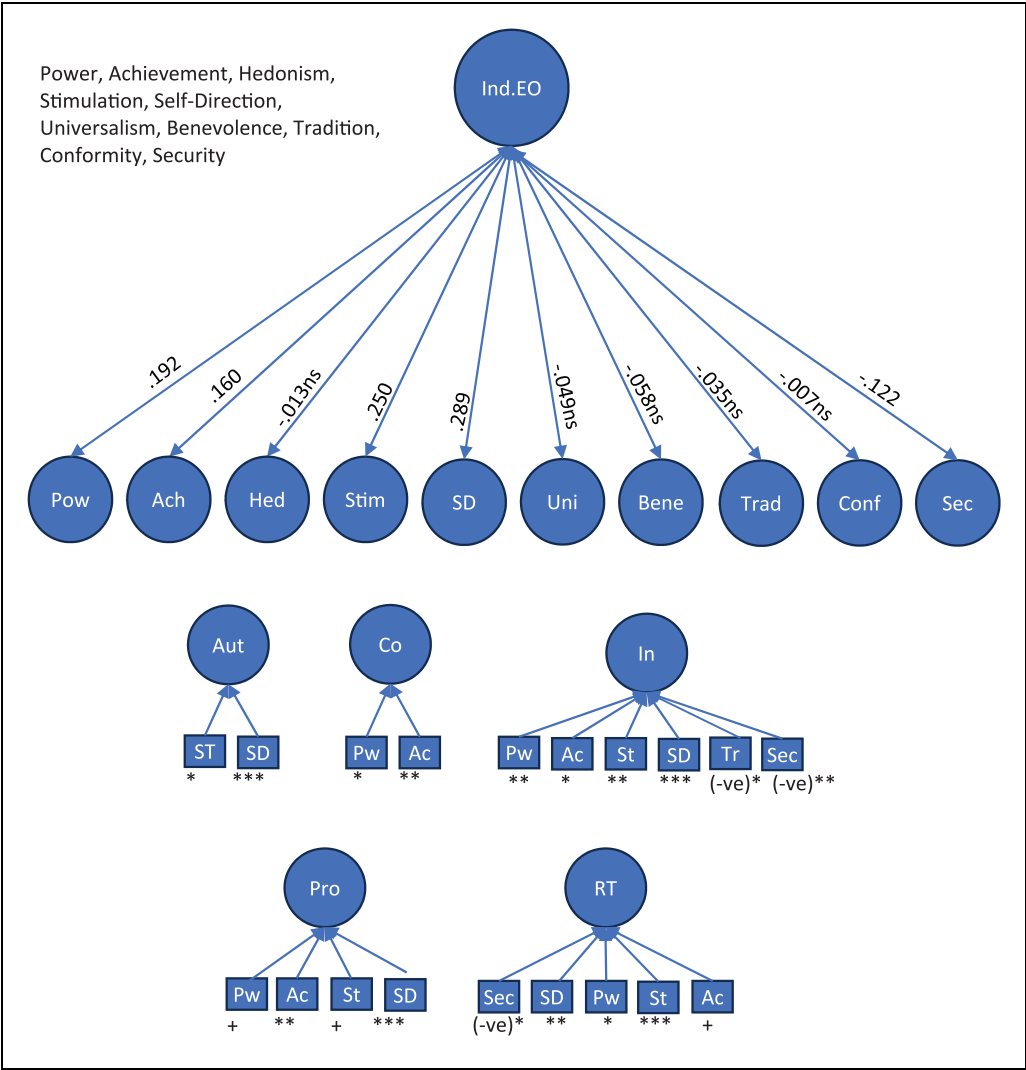 Power, Achievement, Hedonism,
Stimulation, Self-Direction,
Universalism, Benevolence, Tradition,
Conformity, Security
Ind.EO
.192
.160
-.013ns
.250
.289
-.049ns
-.058ns
-.035ns
-.007ns
-.122
Pow
Ach
Hed
Stim
SD
Uni
Bene
Trad
Conf
Sec
Aut
ST
SD
*
***
Co
Pw
Ac
*
**
In
Pw
Ac
St
SD
Tr
Sec
**
*
**
***
(-ve)*
(-ve)**
Pro
Pw
Ac
St
SD
+
**
+
***
RT
Sec
SD
Pw
St
Ac
(-ve)*
**
*
***
+